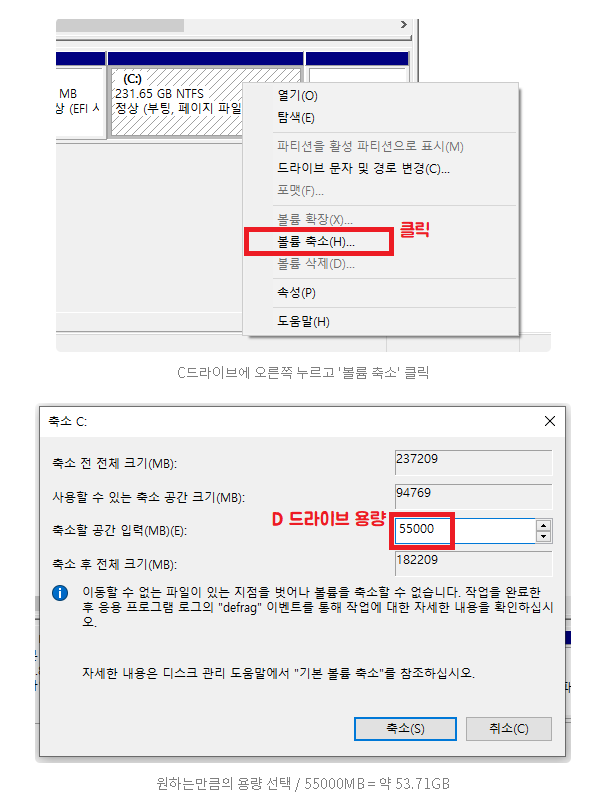 (C:)
MB
231.65 GB NTFS
상 (EFI 시
정상 (부팅, 페이지 파일
열기(O)
탐색(E)
파티션을 활성 파티션으로 표시(M)
드라이브 문자 및 경로 변경(C)...
포맷(F)...
볼륨 확장(X)...
볼륨 축소(H)...
클릭
볼륨 삭제(D)...
속성(P)
도움말(H)
C드라이브에 오른쪽 누르고 '볼륨 축소' 클릭
축소 C:
축소 전 전체 크기(MB):
237209
사용할 수 있는 축소 공간 크기(MB):
94769
D 드라이브 용량
축소할 공간 입력(MB)(E):
55000
축소 후 전체 크기(MB):
182209
이동할 수 없는 파일이 있는 지점을 벗어나 볼륨을 축소할 수 없습니다. 작업을 완료한
후 응용 프로그램 로그의 "defrag" 이벤트를 통해 작업에 대한 자세한 내용을 확인하십시
오.
자세한 내용은 디스크 관리 도움말에서 "기본 볼륨 축소"를 참조하십시오.
축소(S)
취소(C)
원하는만큼의 용량 선택 / 55000MB = 약 53.71GB